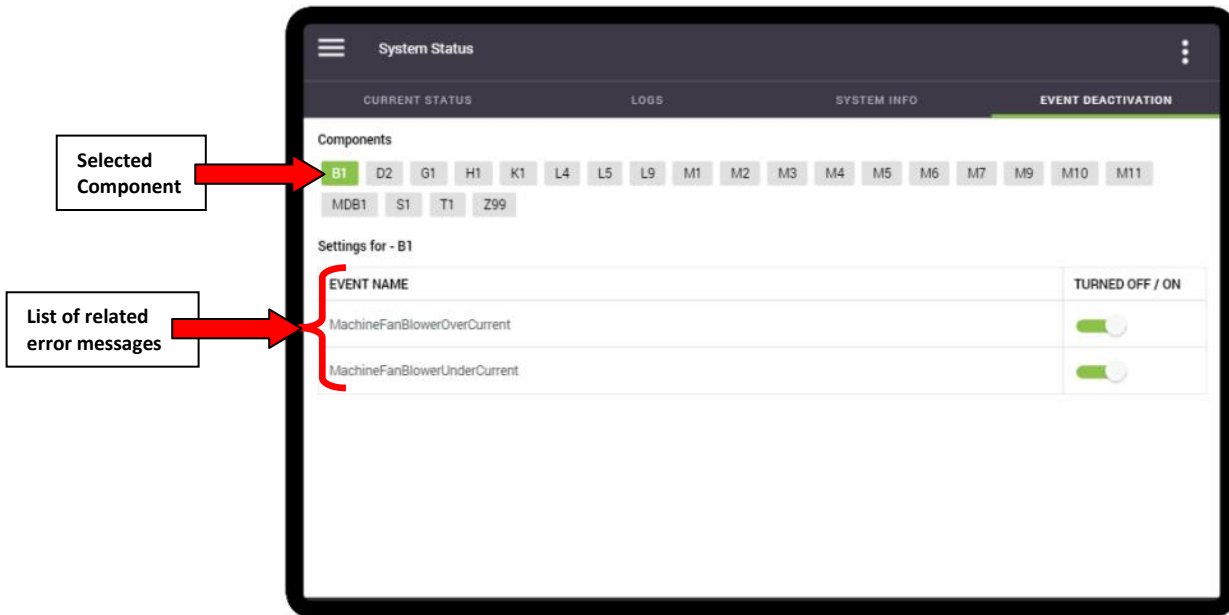 System Status
CURRENT STATUS LOGS SYSTEM INFO EVENT DEACTIVATION
Components
Selected
Component
B1 D2 G1 H1 K1 L4 L5 L9 M1 M2 M3 M4 M5 M6 M7 M9 M10 M11
MDB1 S1 T1 Z99
Settings for - B1
EVENT NAME TURNED OFF / ON
List of related
error messages
MachineFanBlowerOverCurrent
MachineFanBlowerUnderCurrent